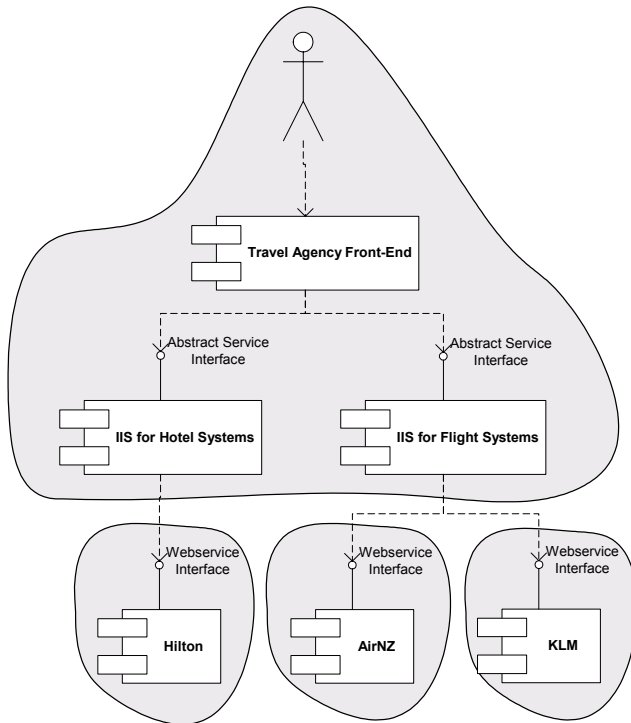 Travel Agency Front-End
Abstract Service
Interface
Abstract Service
Interface
IIS for Hotel Systems
IIS for Flight Systems
Webservice
Interface
Webservice
Interface
Webservice
Interface
Hilton
AirNZ
KLM